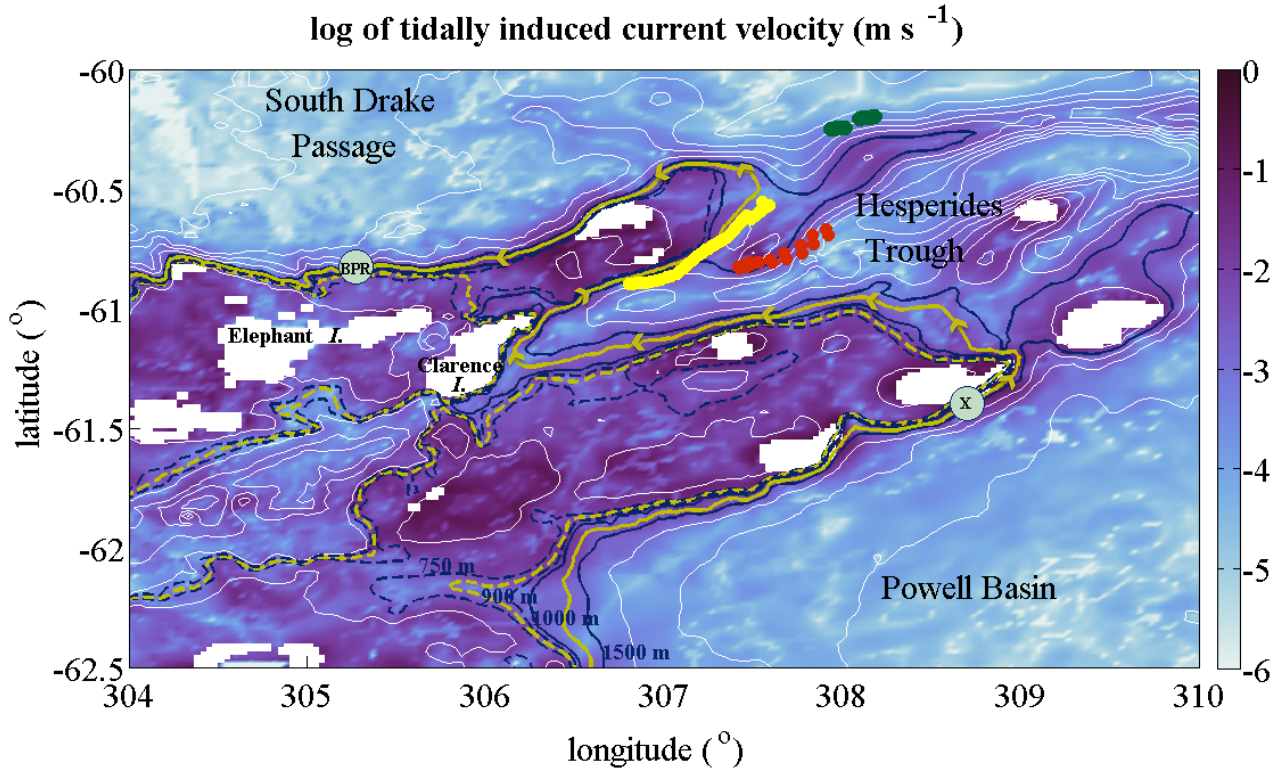 log of tidally induced current velocity (m s -1)
-60
-60.5
-61
-61.5
-62
-62.5
latitude (o)
304
305
306
307
308
309
310
longitude (o)
0
-1
-2
-3
-4
-5
-6
South Drake
Passage
Hesperides
Trough
BPR
Elephant I.
Clarence
I.
X
750 m
900 m
1000 m
1500 m
Powell Basin